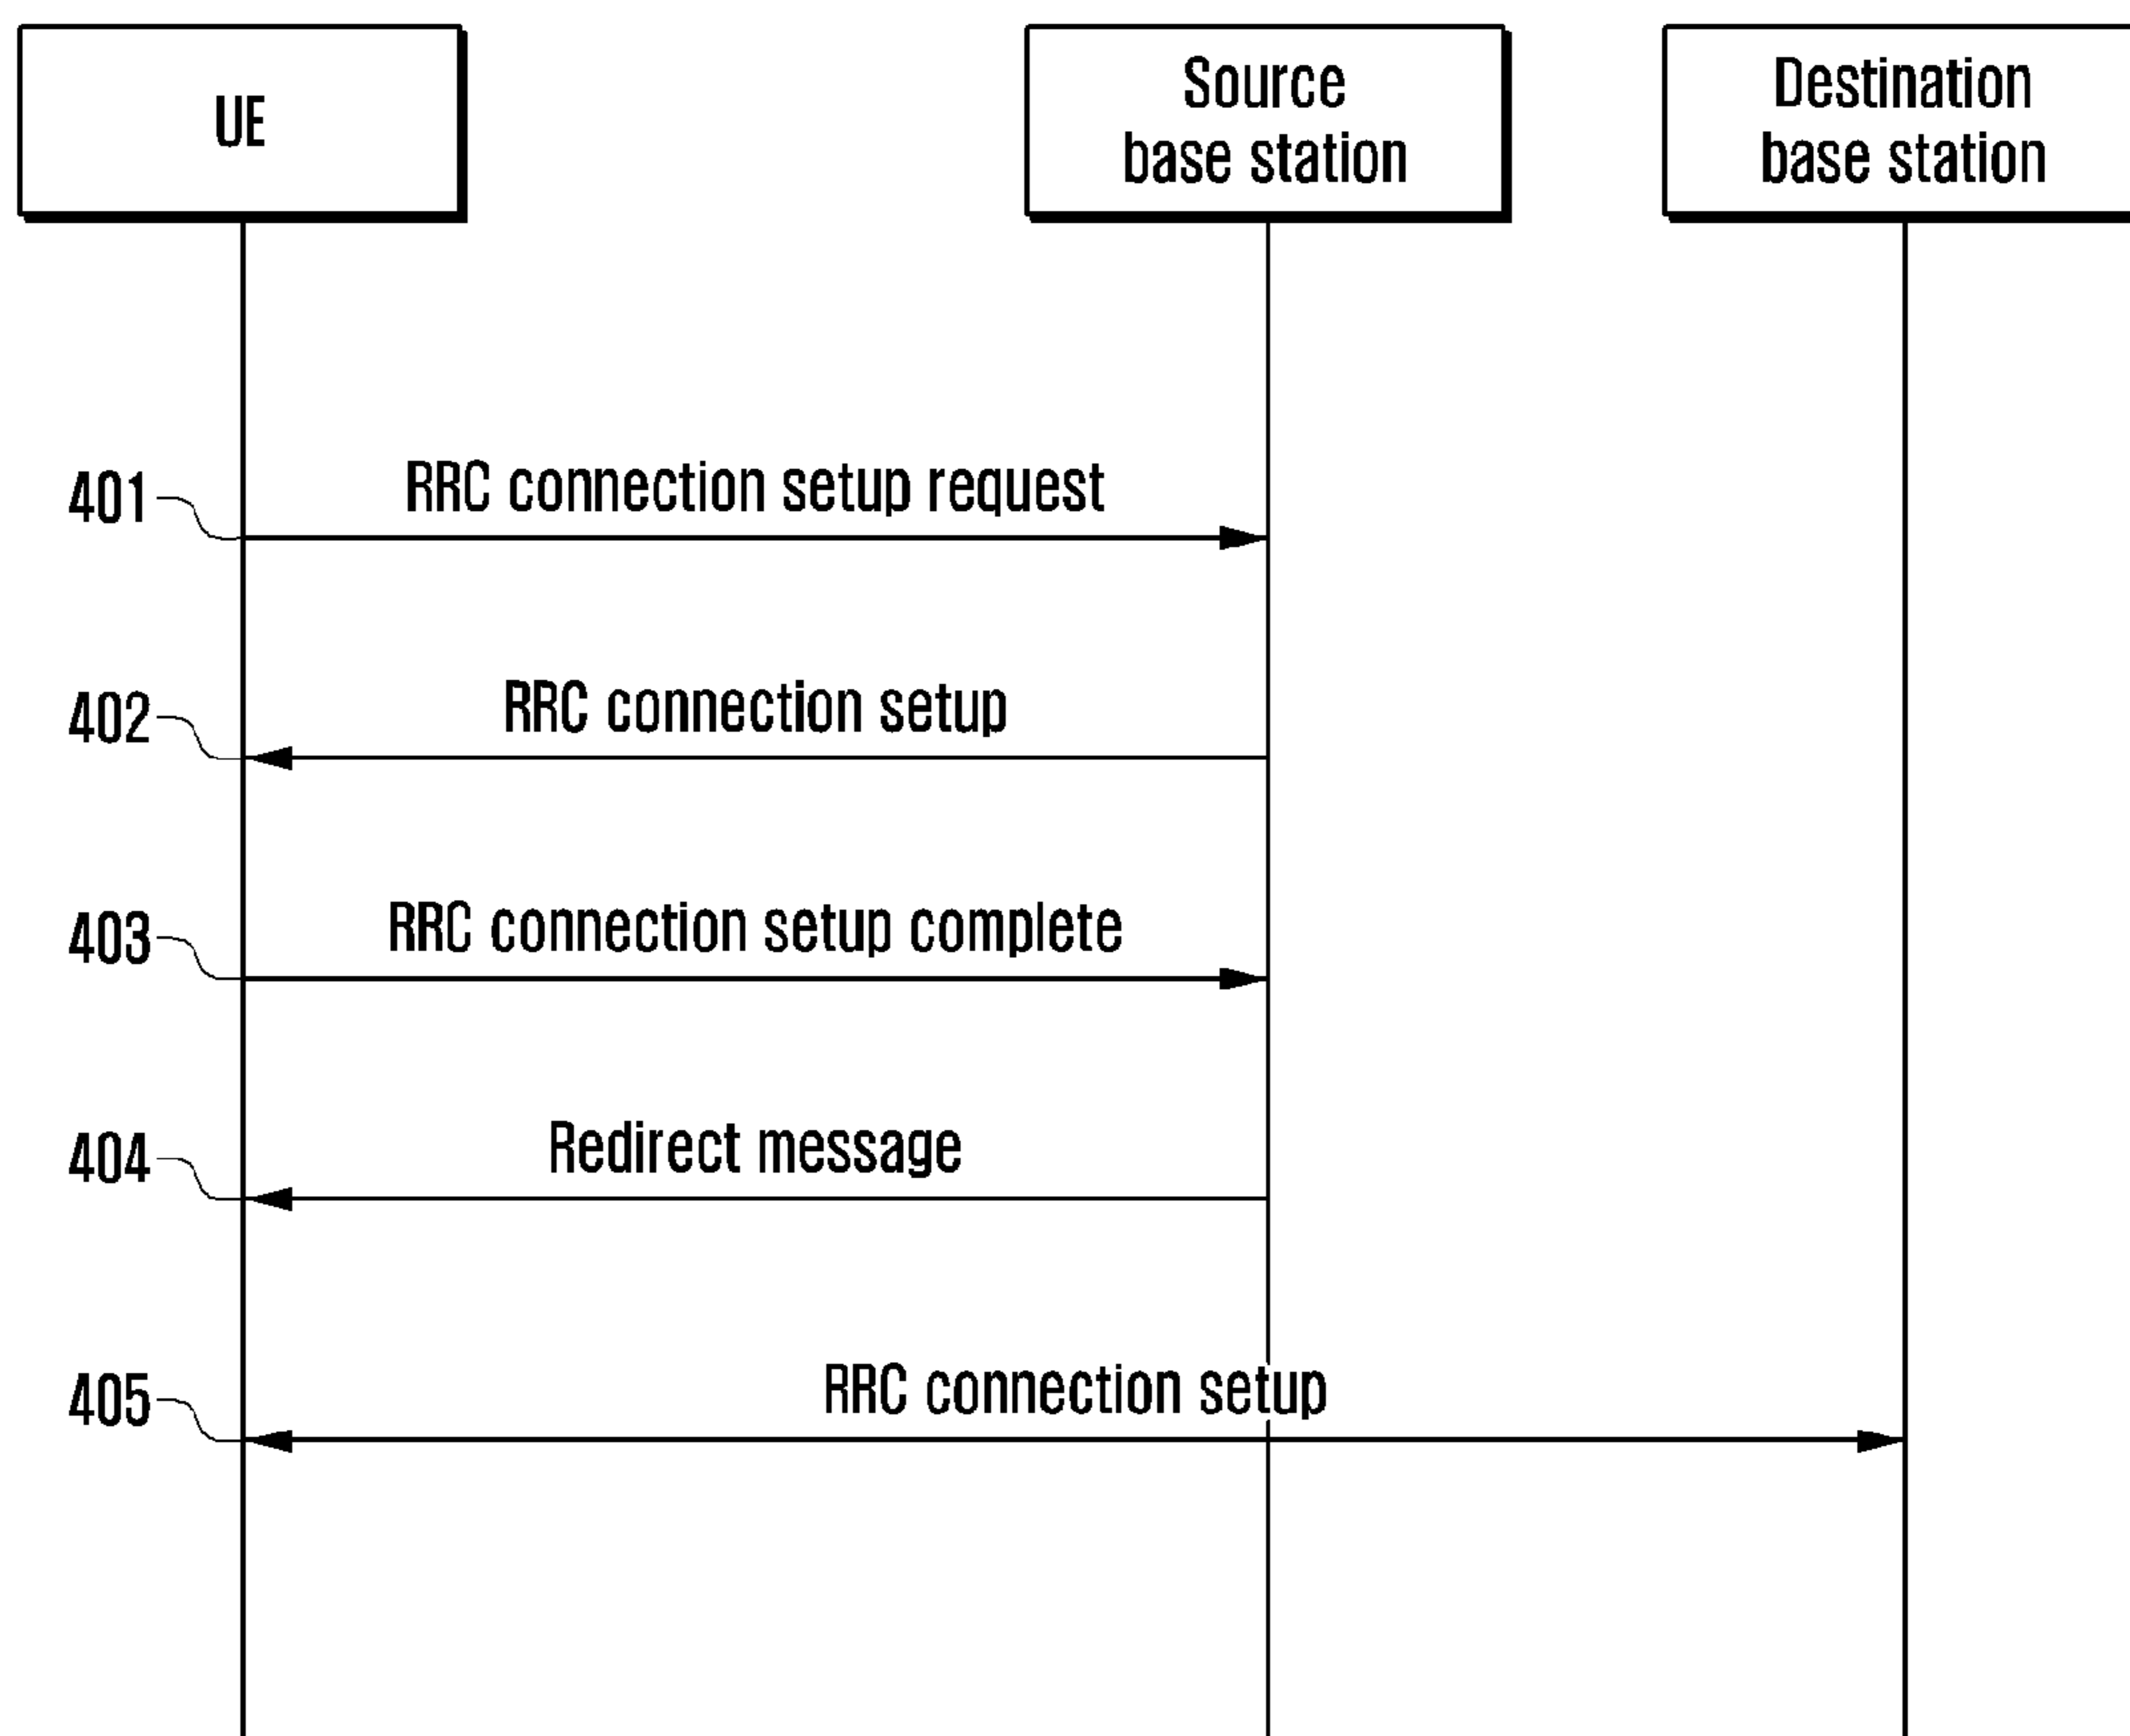 UE
Source
base station
Destination
base station
401
RRC connection setup request
402
RRC connection setup
403
RRC connection setup complete
404
Redirect message
405
RRC connection setup